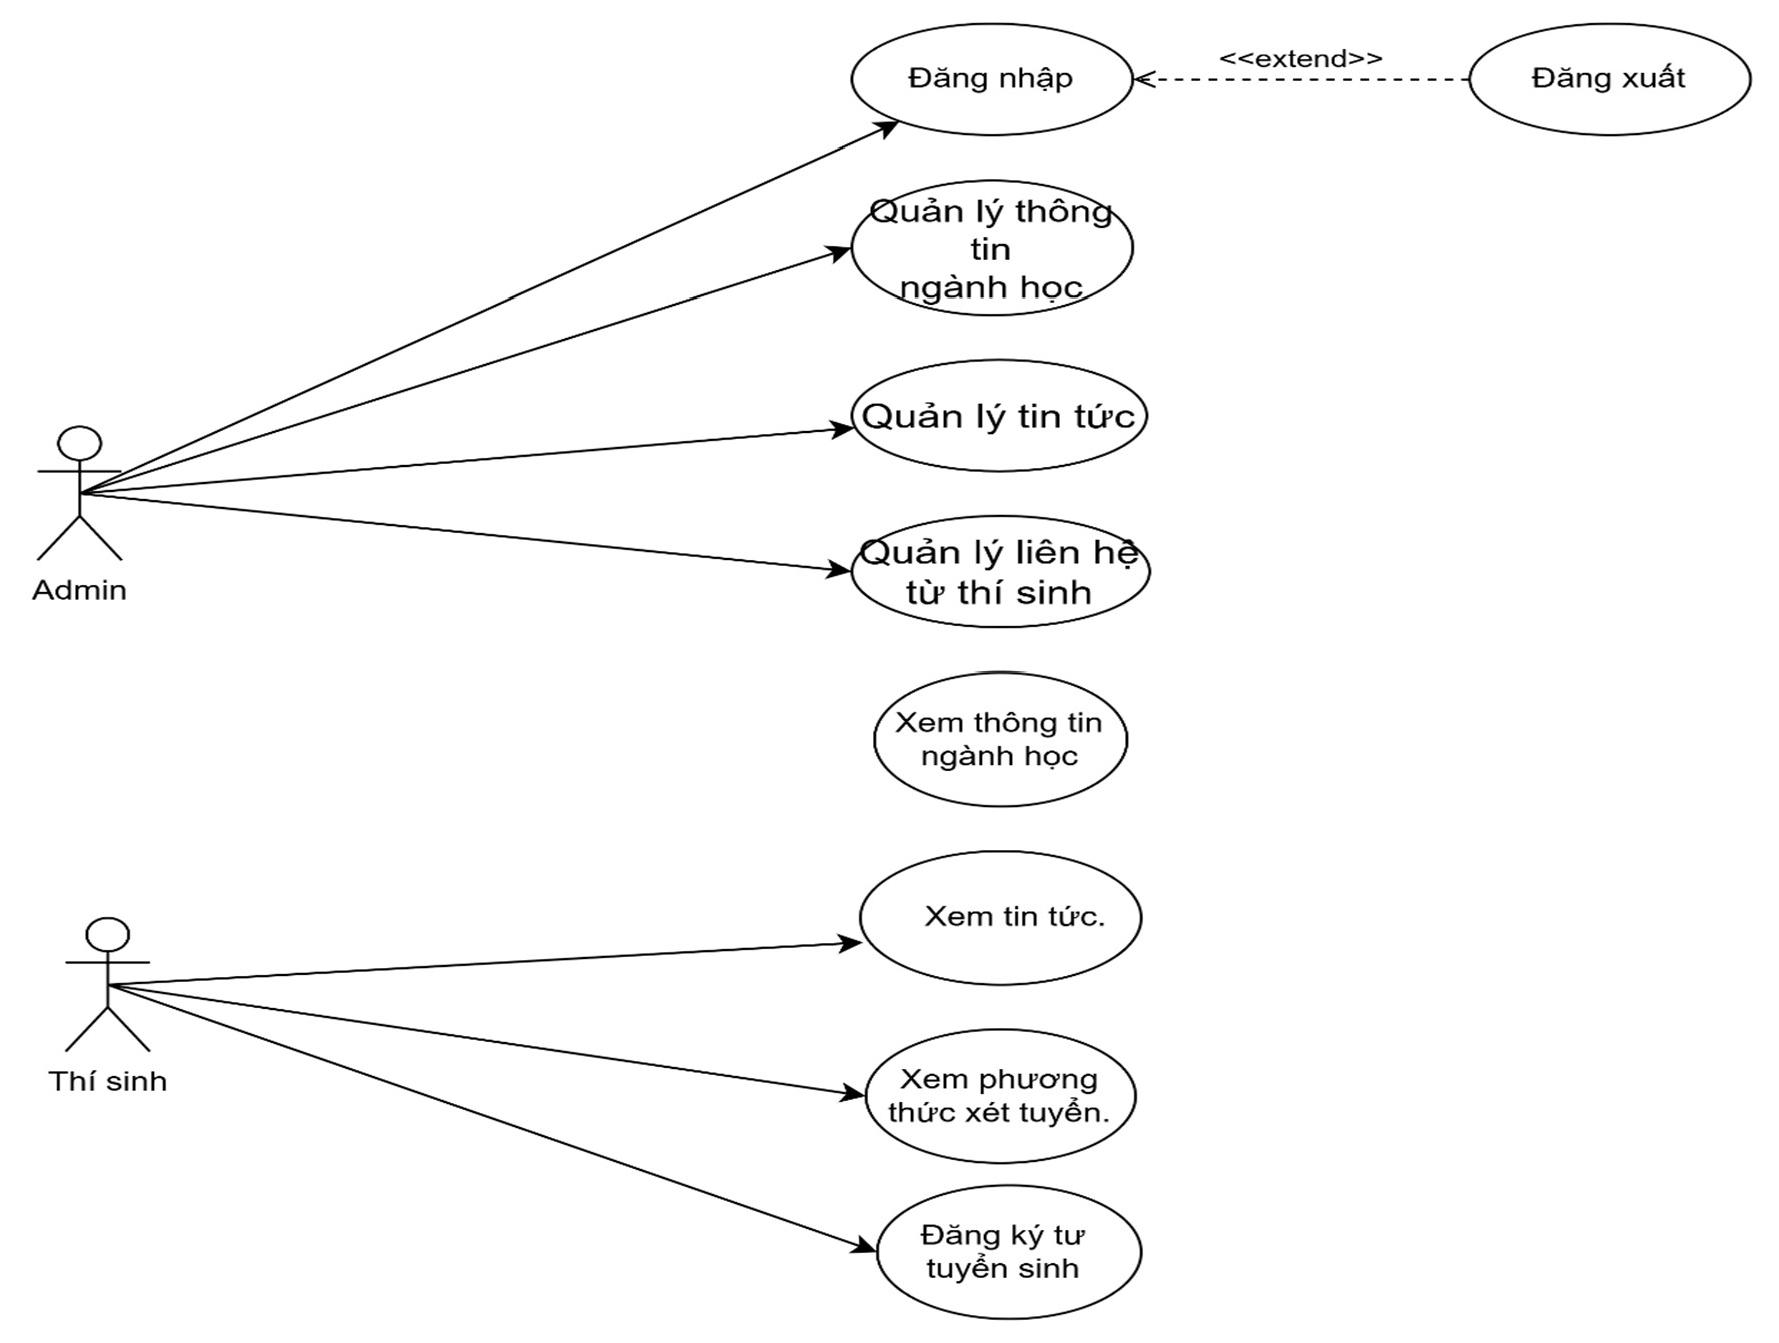 Đăng nhập
<<extend>>
Đăng xuất
Quản lý thông
tin
ngành học
Quản lý tin tức
Quản lý liên hệ
từ thí sinh
Admin
Xem thông tin
ngành học
Xem tin tức.
Thí sinh
Xem phương
thức xét tuyển.
Đăng ký tư
tuyển sinh